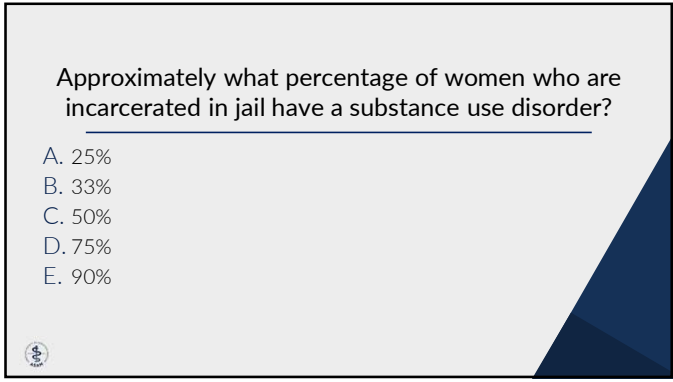 Approximately what percentage of women who are
incarcerated in jail have a substance use disorder?
A. 25%
B. 33%
C. 50%
D. 75%
E. 90%
ASAM